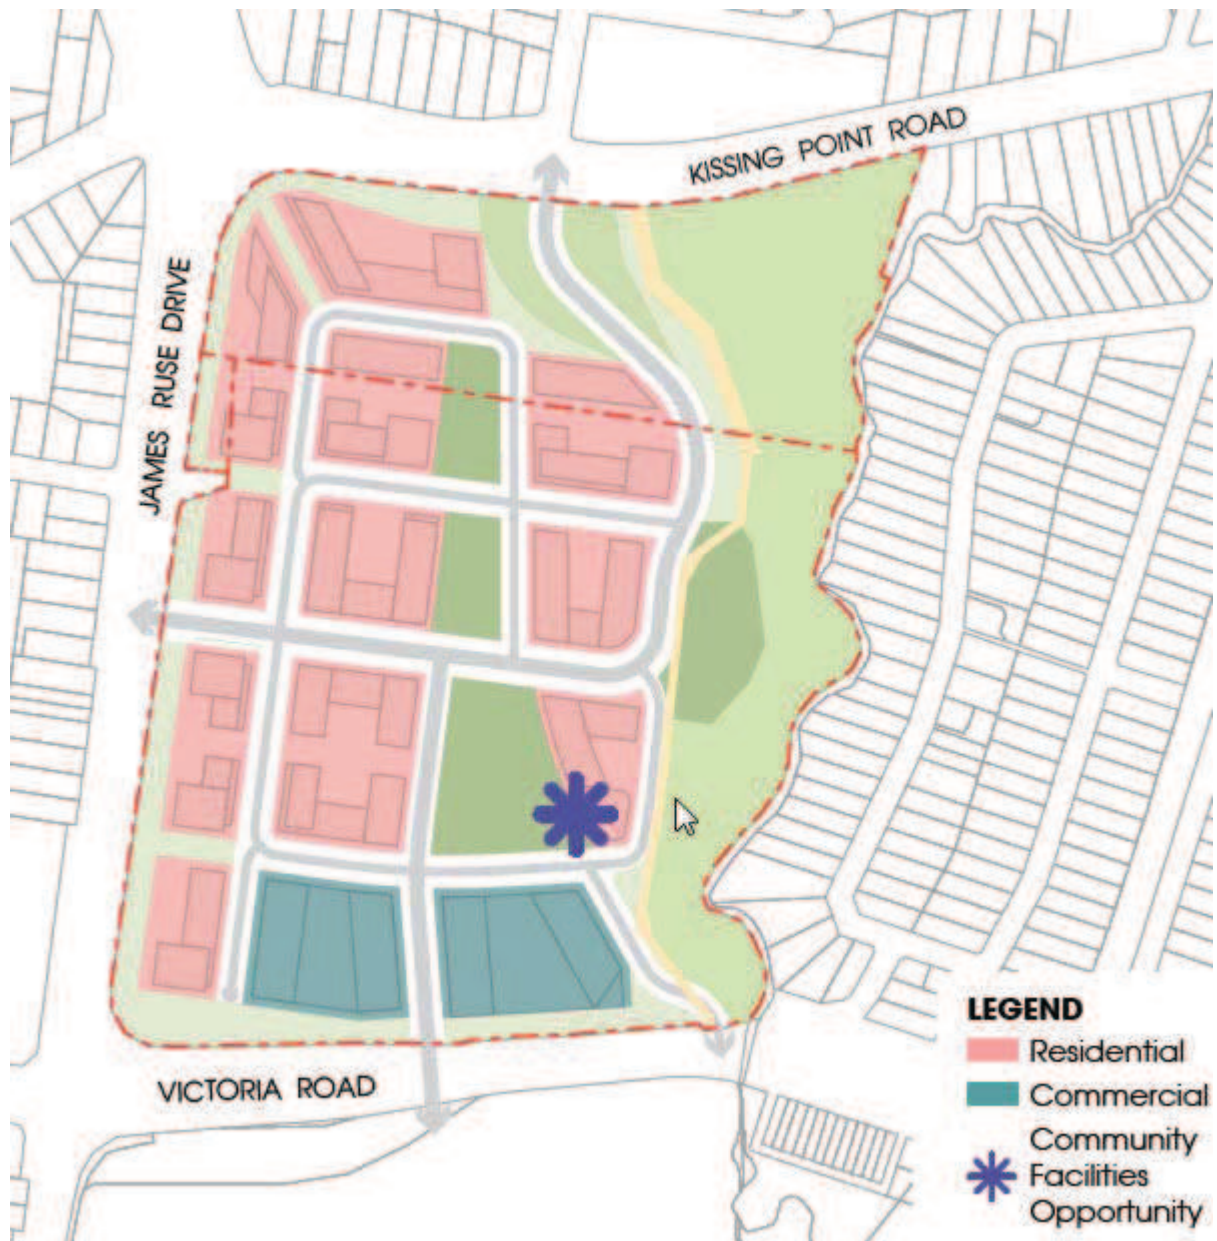 KISSING POINT ROAD
JAMES RUSE DRIVE
VICTORIA ROAD
LEGEND
Residential
Commercial
Community
Facilities
Opportunity